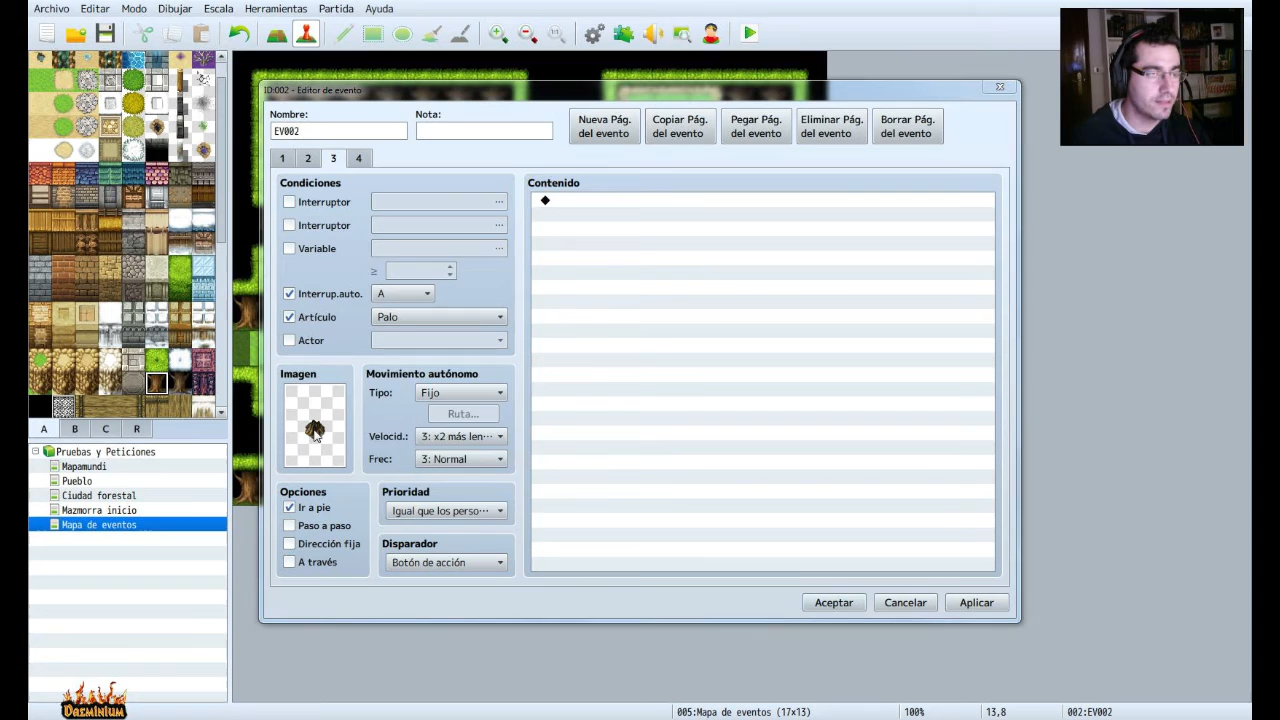 Archivo Editar Modo Dibujar Escala Herramientas Partida Ayuda
ID:002 - Editor de evento
Nombre:
EV002
Nota:
Nueva Pág.
del evento
Copiar Pág.
del evento
Pegar Pág.
del evento
Eliminar Pág.
del evento
Borrar Pág.
del evento
1 2 3 4
Condiciones
Interruptor
Interruptor
Variable
≥
Interrup.auto. A
Artículo Palo
Actor
Imagen
Movimiento autónomo
Tipo: Fijo
Ruta...
Velocid.: 3: x2 más len···
Frec: 3: Normal
Opciones
Ir a pie
Paso a paso
Dirección fija
A través
Prioridad
Igual que los perso···
Disparador
Botón de acción
Contenido
◆
Aceptar Cancelar Aplicar
A B C R
Pruebas y Peticiones
Mapamundi
Pueblo
Ciudad forestal
Mazmorra inicio
Mapa de eventos
Daeminium
005:Mapa de eventos (17x13) 100% 13,8 002:EV002